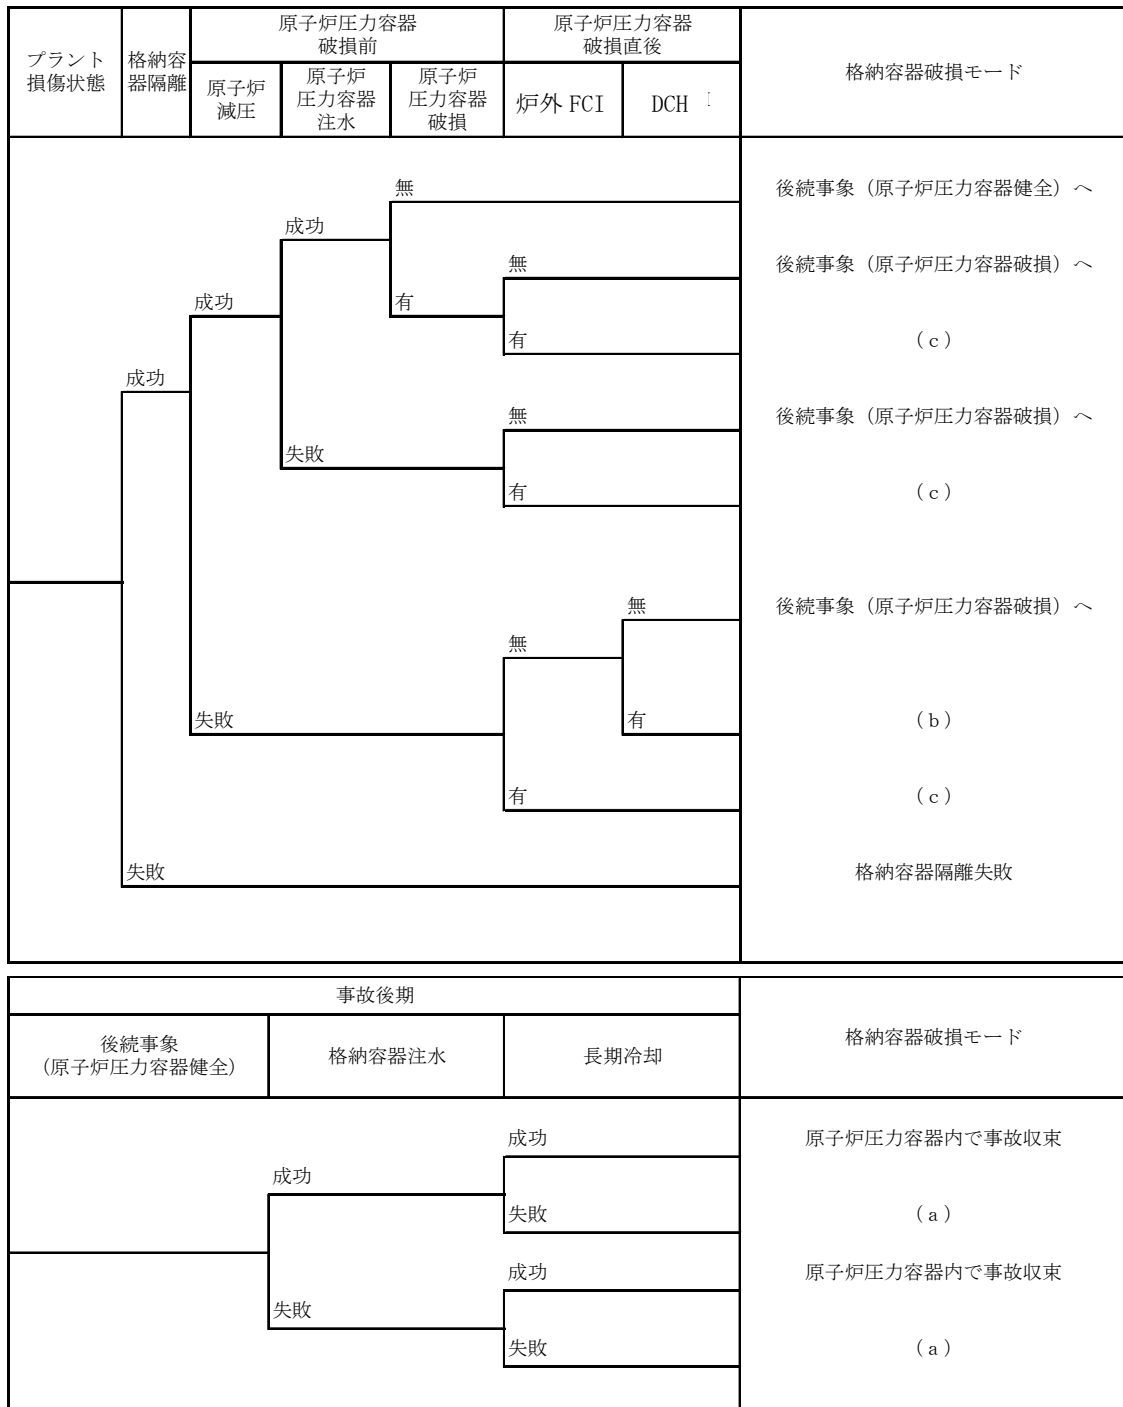 プラント
損傷状態
格納容
器隔離
原子炉圧力容器
破損前
原子炉圧力容器
破損直後
格納容器破損モード
原子炉
減圧
原子炉
圧力容器
注水
原子炉
圧力容器
破損
炉外 FCI
DCH
無
後続事象（原子炉圧力容器健全）へ
成功
無
後続事象（原子炉圧力容器破損）へ
成功
有
有
（c）
成功
無
後続事象（原子炉圧力容器破損）へ
失敗
有
（c）
無
後続事象（原子炉圧力容器破損）へ
無
失敗
有
（b）
有
（c）
失敗
格納容器隔離失敗
事故後期
格納容器破損モード
後続事象
（原子炉圧力容器健全）
格納容器注水
長期冷却
成功
原子炉圧力容器内で事故収束
成功
失敗
（a）
成功
原子炉圧力容器内で事故収束
失敗
失敗
（a）